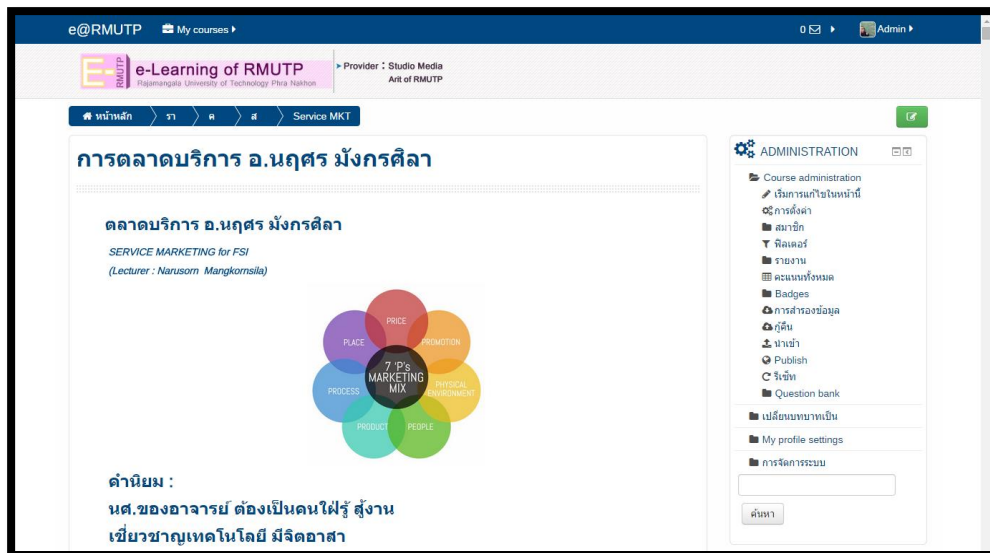 e@RMUTP
My courses
0
Admin
E-
RMUTP
e-Learning of RMUTP
Rajamangala University of Technology Phra Nakhon
Provider : Studio Media
Arit of RMUTP
หน้าหลัก
รา
ค
ส
Service MKT
การตลาดบริการ อ.นฤศร มังกรศิลา
ตลาดบริการ อ.นฤศร มังกรศิลา
SERVICE MARKETING for FSI
(Lecturer : Narusorn Mangkornsila)
PRICE
PLACE
PROMOTION
7 'P's
MARKETING
MIX
PROCESS
PHYSICAL
ENVIRONMENT
PRODUCT
PEOPLE
คำนิยม :
นศ.ของอาจารย์ ต้องเป็นคนใฝ่รู้ สู้งาน
เชี่ยวชาญเทคโนโลยี มีจิตอาสา
ADMINISTRATION
Course administration
เริ่มการแก้ไขในหน้านี้
การตั้งค่า
สมาชิก
ฟิลเตอร์
รายงาน
คะแนนทั้งหมด
Badges
การสำรองข้อมูล
กู้คืน
นำเข้า
Publish
รีเซ็ท
Question bank
เปลี่ยนบทบาทเป็น
My profile settings
การจัดการระบบ
ค้นหา